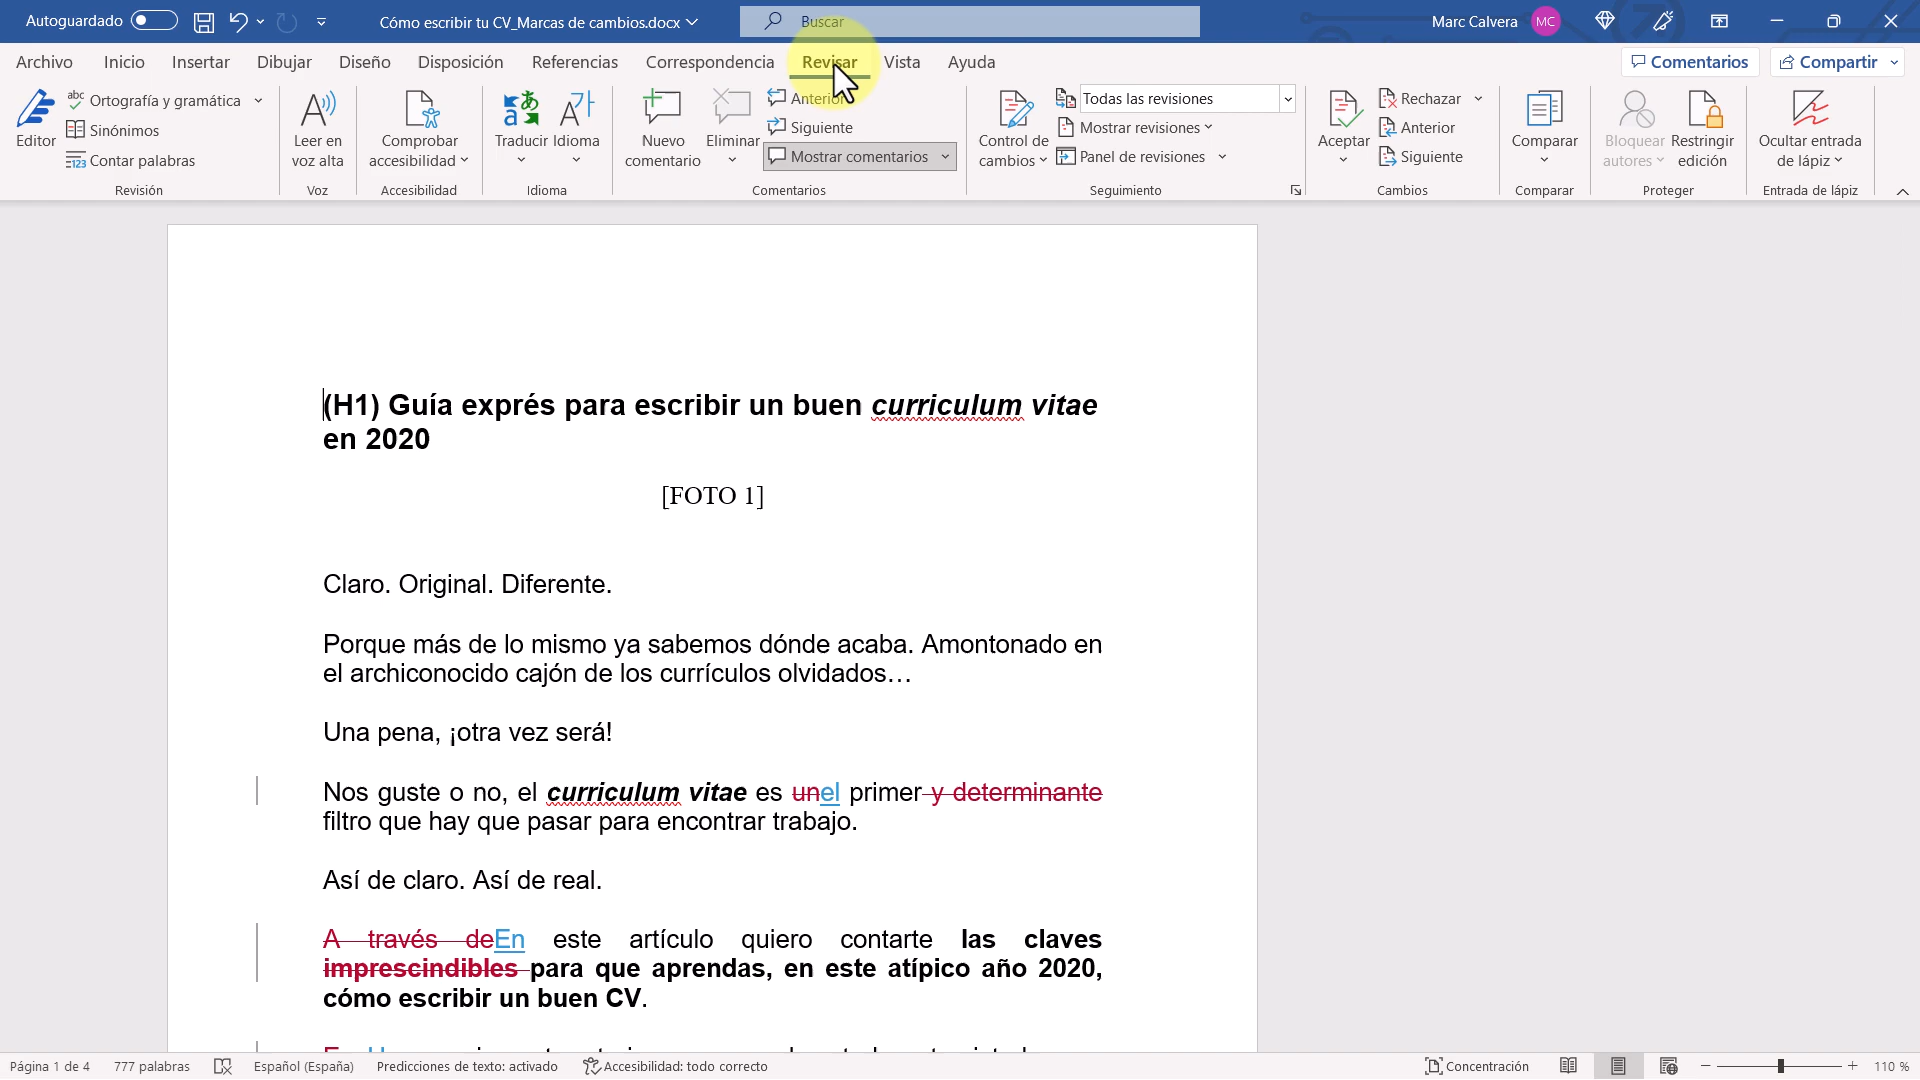 Autoguardado
Cómo escribir tu CV_Marcas de cambios.docx
Buscar
Marc Calvera MC
Archivo Inicio Insertar Dibujar Diseño Disposición Referencias Correspondencia Revisar Vista Ayuda
Comentarios Compartir
Editor
abc Ortografía y gramática
Sinónimos
123 Contar palabras
Revisión
Leer en
voz alta
Voz
Comprobar
accesibilidad
Accesibilidad
Traducir Idioma
Idioma
Nuevo
comentario
Eliminar
Anterior
Siguiente
Mostrar comentarios
Comentarios
Control de
cambios
Todas las revisiones
Mostrar revisiones
Panel de revisiones
Seguimiento
Aceptar
Rechazar
Anterior
Siguiente
Cambios
Comparar
Comparar
Bloquear
autores
Restringir
edición
Proteger
Ocultar entrada
de lápiz
Entrada de lápiz
(H1) Guía exprés para escribir un buen curriculum vitae
en 2020
[FOTO 1]
Claro. Original. Diferente.
Porque más de lo mismo ya sabemos dónde acaba. Amontonado en
el archiconocido cajón de los currículos olvidados…
Una pena, ¡otra vez será!
Nos guste o no, el curriculum vitae es unel primer y determinante
filtro que hay que pasar para encontrar trabajo.
Así de claro. Así de real.
A través deEn este artículo quiero contarte las claves
imprescindibles para que aprendas, en este atípico año 2020,
cómo escribir un buen CV.
Página 1 de 4 777 palabras Español (España) Predicciones de texto: activado Accesibilidad: todo correcto
Concentración 110 %